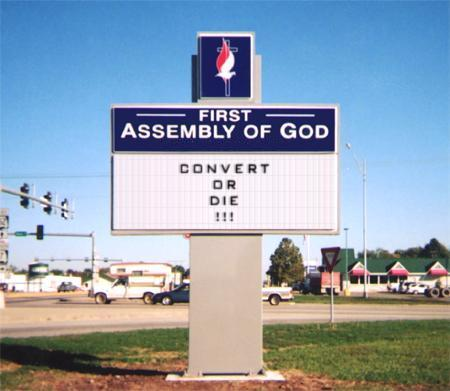 FIRST
ASSEMBLY OF GOD
CONVERT
OR
DIE
!!!